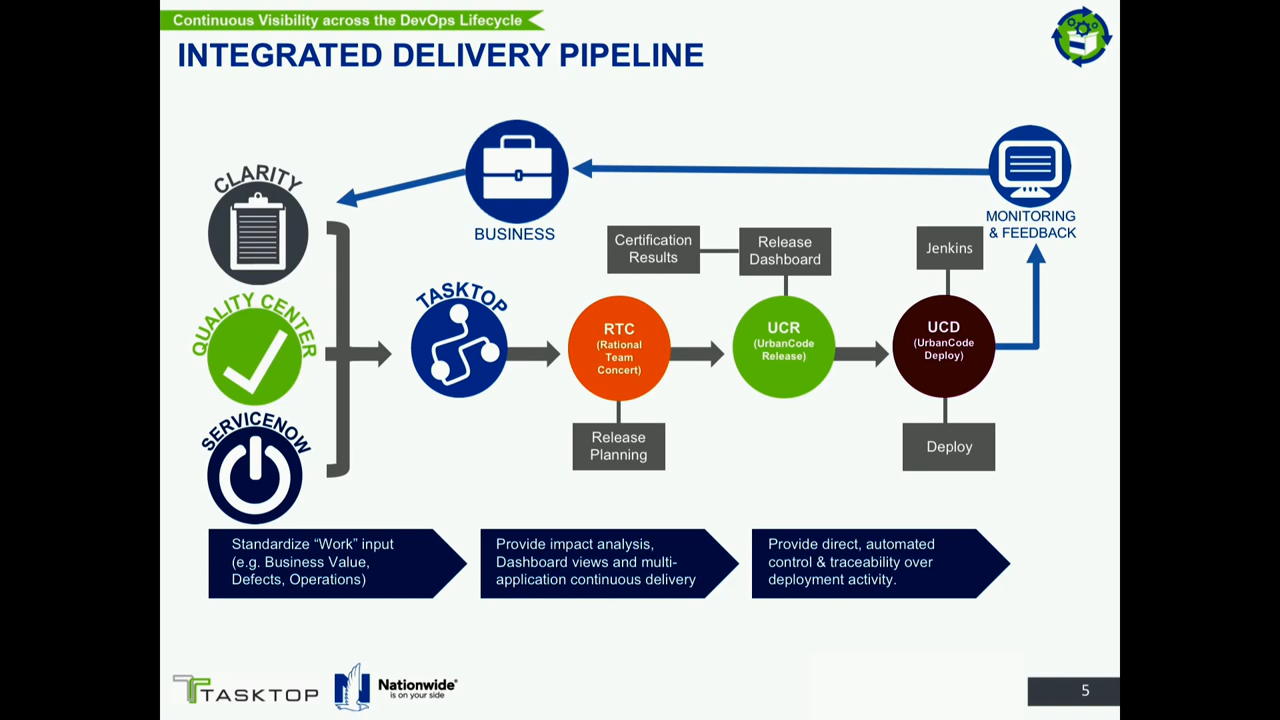 Continuous Visibility across the DevOps Lifecycle
INTEGRATED DELIVERY PIPELINE
CLARITY
BUSINESS
MONITORING
& FEEDBACK
Certification
Results
Release
Dashboard
Jenkins
QUALITY CENTER
TASKTOP
RTC
(Rational
Team
Concert)
UCR
(UrbanCode
Release)
UCD
(UrbanCode
Deploy)
SERVICENOW
Release
Planning
Deploy
Standardize “Work” input
(e.g. Business Value,
Defects, Operations)
Provide impact analysis,
Dashboard views and multi-
application continuous delivery
Provide direct, automated
control & traceability over
deployment activity.
TASKTOP
Nationwide®
is on your side
5